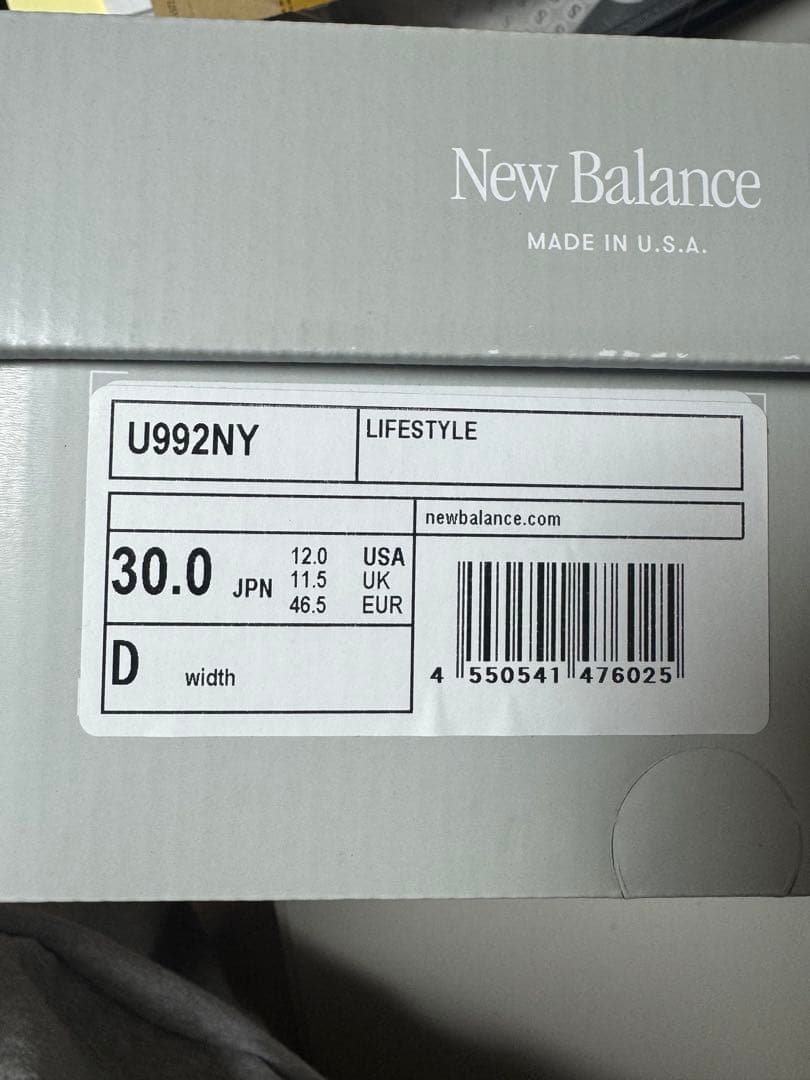 New Balance
MADE IN U.S.A.
U992NY
LIFESTYLE
newbalance.com
30.0 JPN
12.0 USA
11.5 UK
46.5 EUR
D width
4 550541 476025